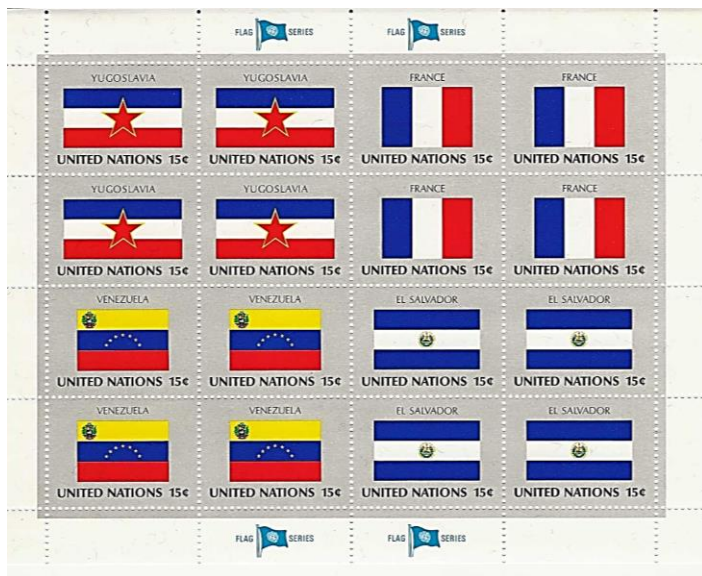 FLAG SERIES FLAG SERIES
YUGOSLAVIA YUGOSLAVIA FRANCE FRANCE
UNITED NATIONS 15¢ UNITED NATIONS 15¢ UNITED NATIONS 15¢ UNITED NATIONS 15¢
YUGOSLAVIA YUGOSLAVIA FRANCE FRANCE
UNITED NATIONS 15¢ UNITED NATIONS 15¢ UNITED NATIONS 15¢ UNITED NATIONS 15¢
VENEZUELA VENEZUELA EL SALVADOR EL SALVADOR
UNITED NATIONS 15¢ UNITED NATIONS 15¢ UNITED NATIONS 15¢ UNITED NATIONS 15¢
VENEZUELA VENEZUELA EL SALVADOR EL SALVADOR
UNITED NATIONS 15¢ UNITED NATIONS 15¢ UNITED NATIONS 15¢ UNITED NATIONS 15¢
FLAG SERIES FLAG SERIES